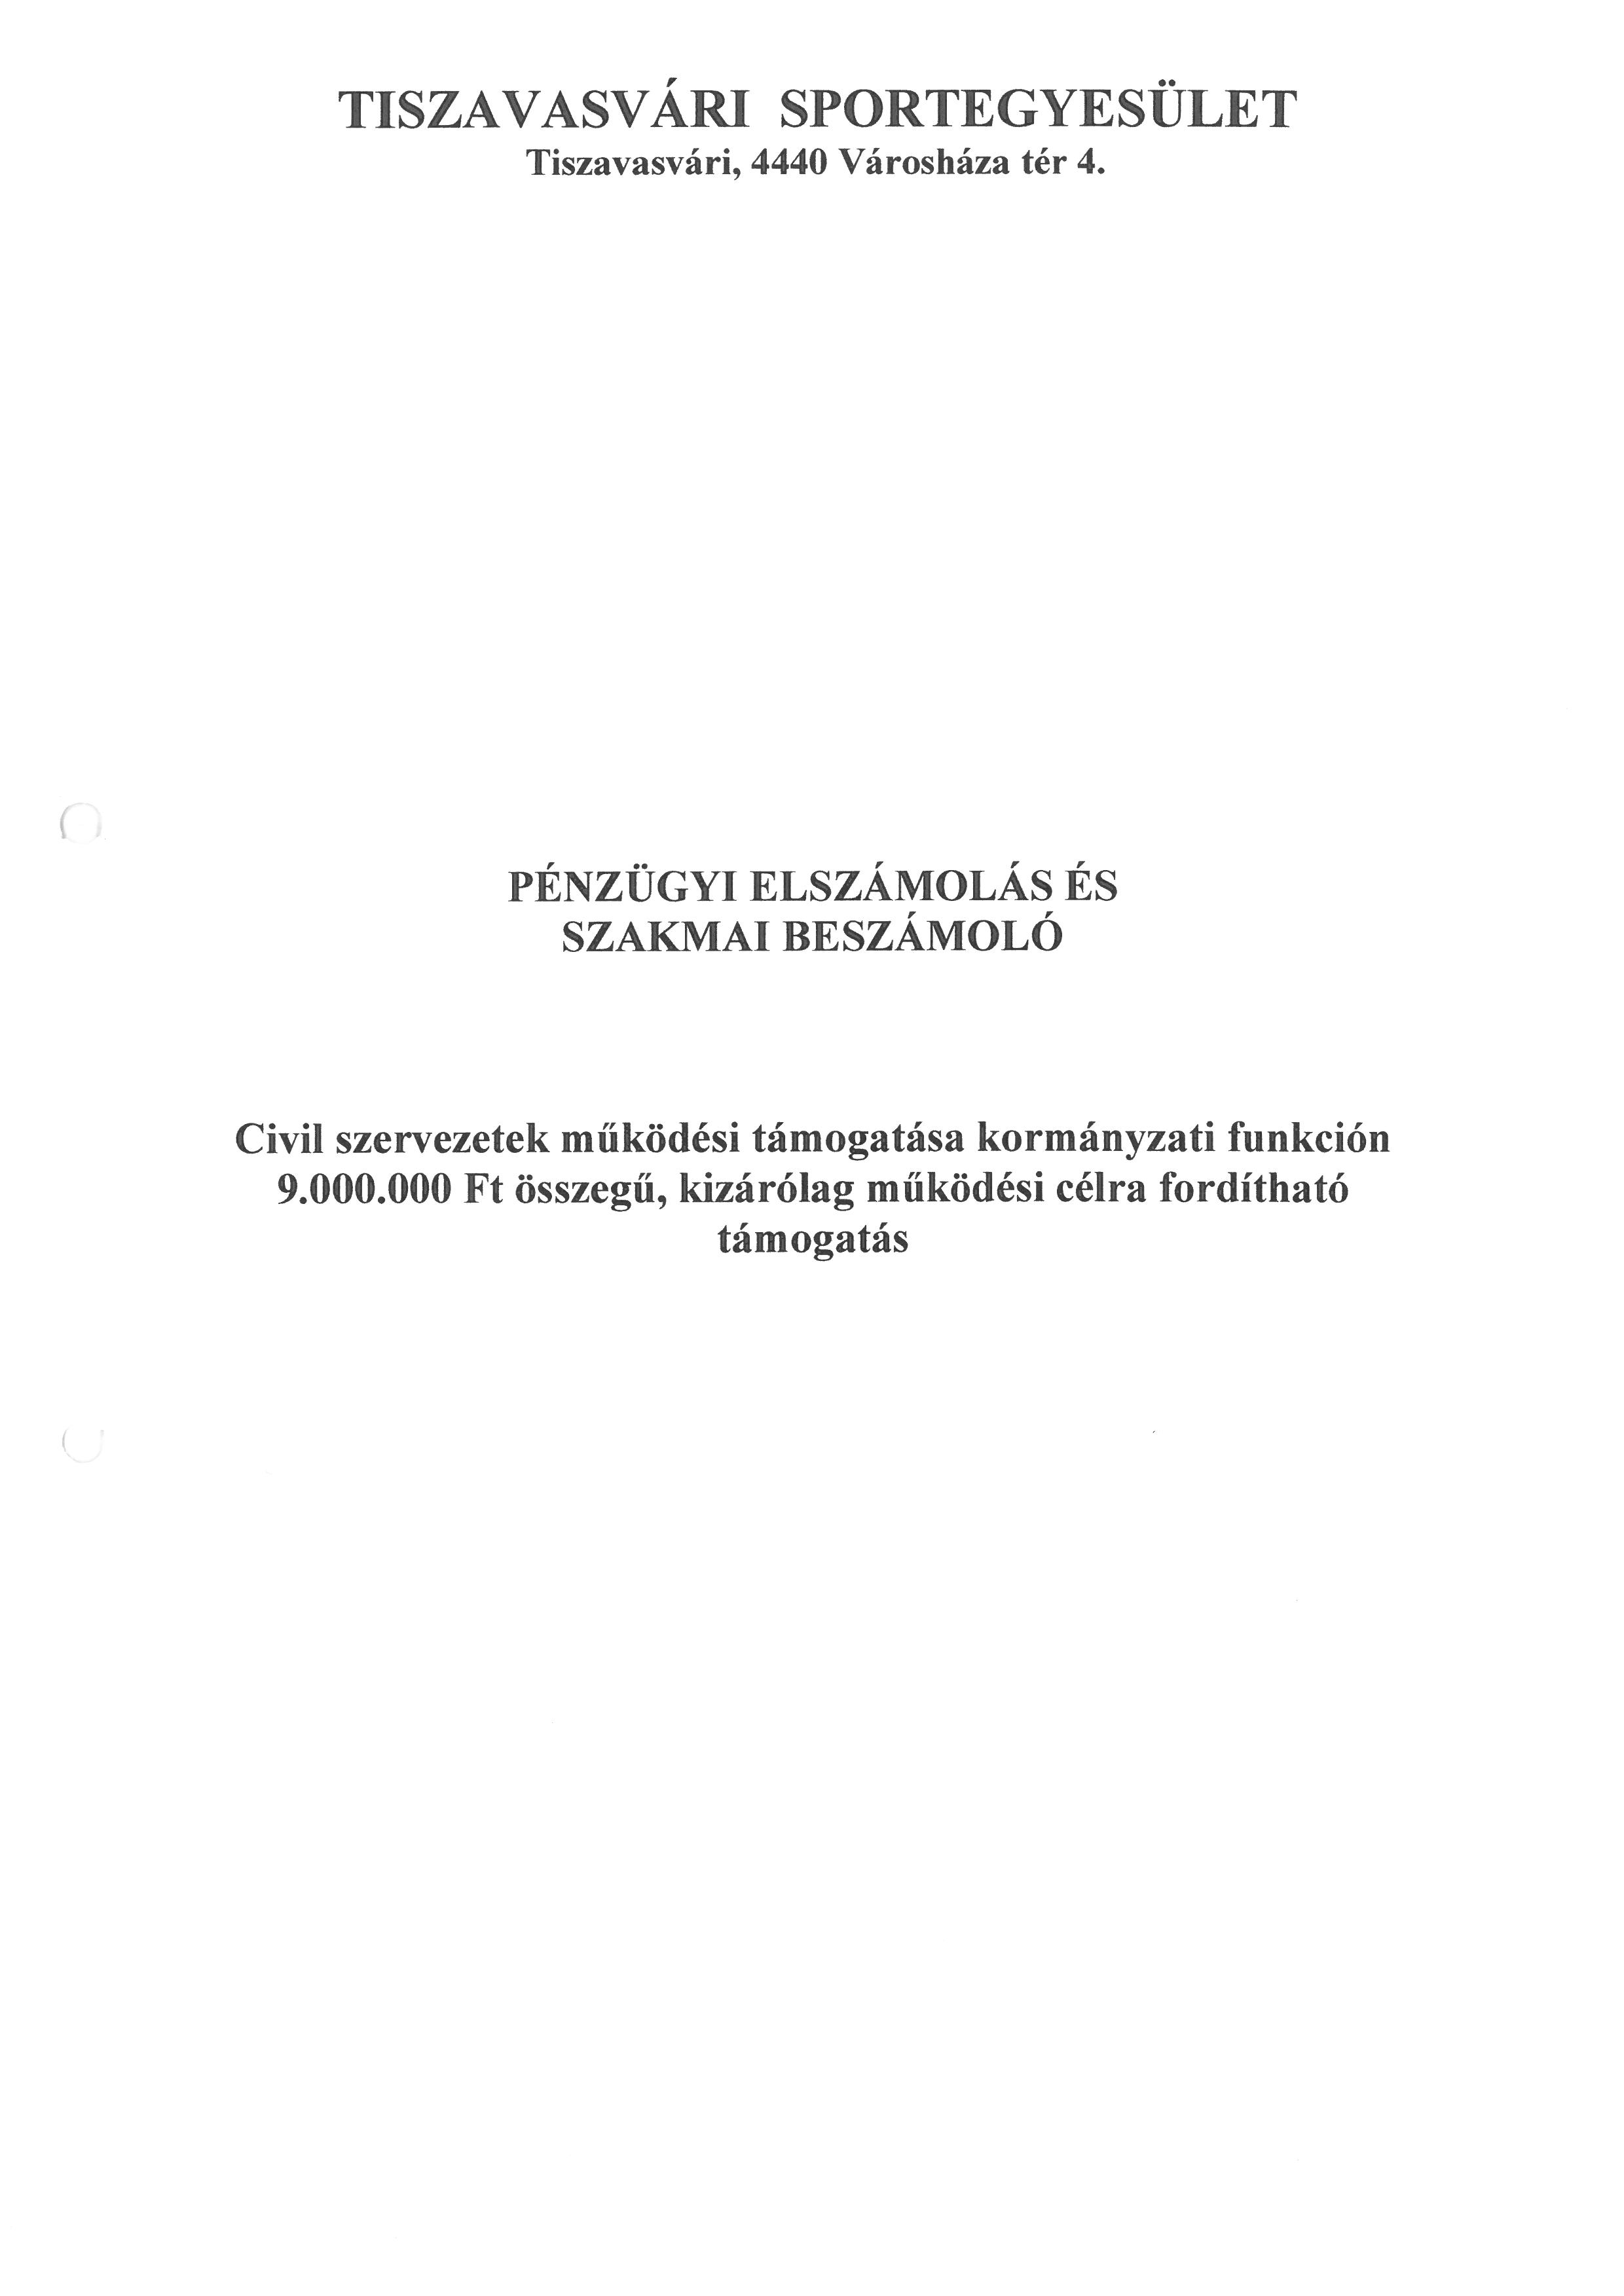 TISZAVASVÁRI SPORTEGYESÜLET
Tiszavasvári, 4440 Városháza tér 4.
PÉNZÜGYI ELSZÁMOLÁS ÉS
SZAKMAI BESZÁMOLÓ
Civil szervezetek működési támogatása kormányzati funkción
9.000.000 Ft összegű, kizárólag működési célra fordítható
támogatás